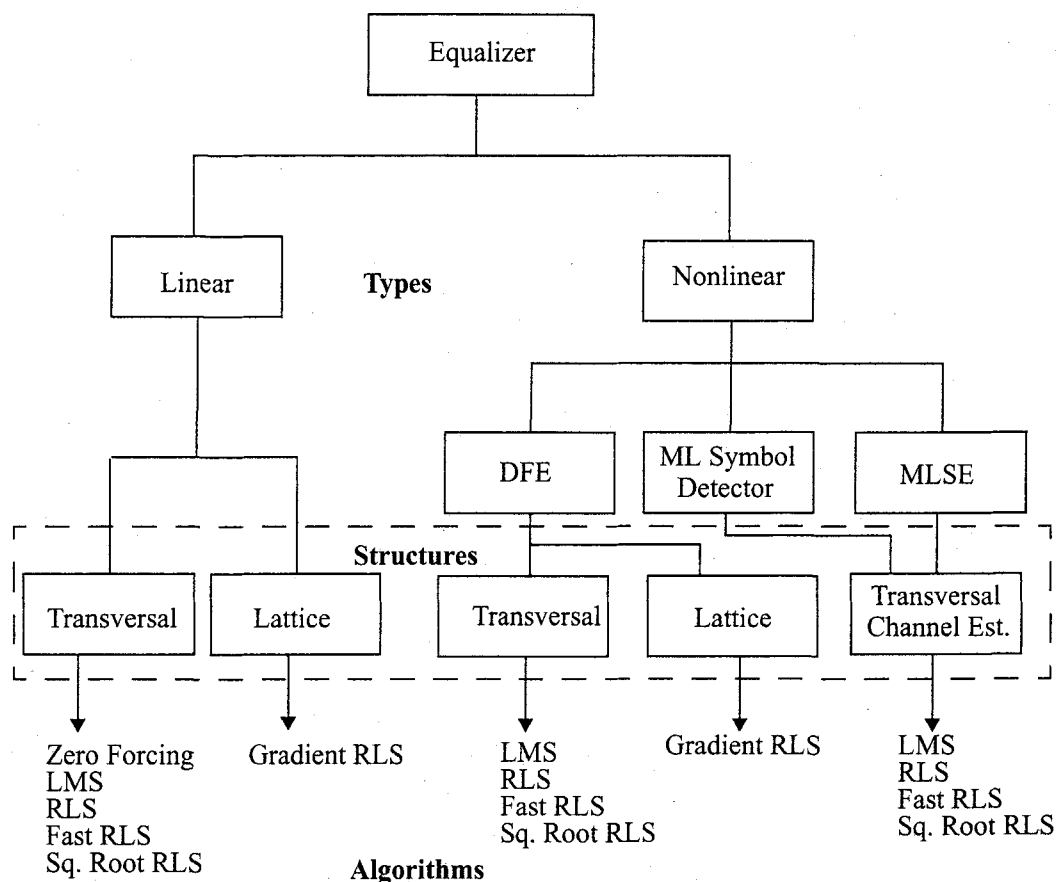 Equalizer
Linear
Types
Nonlinear
DFE
ML Symbol
Detector
MLSE
Structures
Transversal
Lattice
Transversal
Lattice
Transversal
Channel Est.
Zero Forcing
LMS
RLS
Fast RLS
Sq. Root RLS
Gradient RLS
LMS
RLS
Fast RLS
Sq. Root RLS
Gradient RLS
LMS
RLS
Fast RLS
Sq. Root RLS
Algorithms